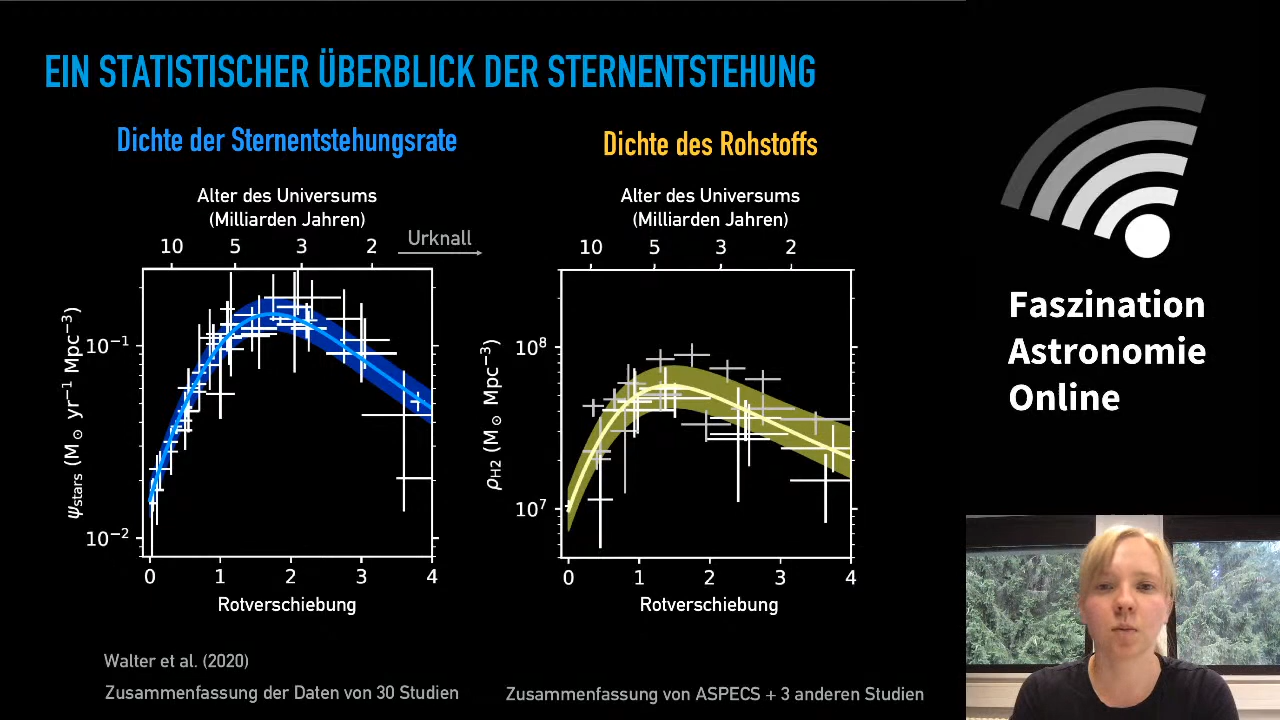 EIN STATISTISCHER ÜBERBLICK DER STERNENTSTEHUNG
Dichte der Sternentstehungsrate
Alter des Universums
(Milliarden Jahren)
10 5 3 2
Urknall
10⁻¹
10⁻²
ψstars (M⊙ yr⁻¹ Mpc⁻³)
0 1 2 3 4
Rotverschiebung
Walter et al. (2020)
Zusammenfassung der Daten von 30 Studien
Dichte des Rohstoffs
Alter des Universums
(Milliarden Jahren)
10 5 3 2
10⁸
10⁷
ρH2 (M⊙ Mpc⁻³)
0 1 2 3 4
Rotverschiebung
Zusammenfassung von ASPECS + 3 anderen Studien
Faszination
Astronomie
Online